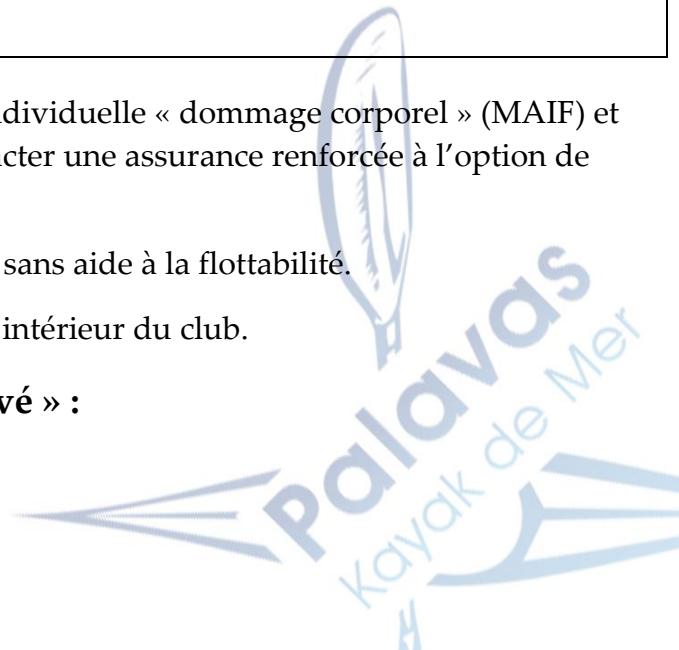 ndividuelle « dommage corporel » (MAIF) et
cter une assurance renforcée à l’option de
sans aide à la flottabilité.
intérieur du club.
vé » :
Palavas
Kayak de Mer